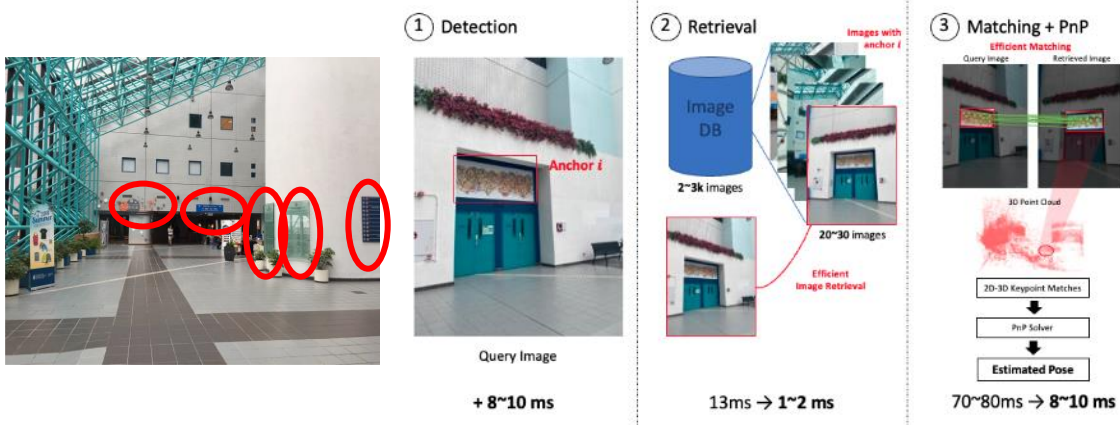 1 Detection
Anchor i
Query Image
+ 8~10 ms
2 Retrieval
Images with
anchor i
Image
DB
2~3k images
20~30 images
Efficient
Image Retrieval
13ms → 1~2 ms
3 Matching + PnP
Efficient Matching
Query Image
Retrieved Image
3D Point Cloud
2D-3D Keypoint Matches
PnP Solver
Estimated Pose
70~80ms → 8~10 ms